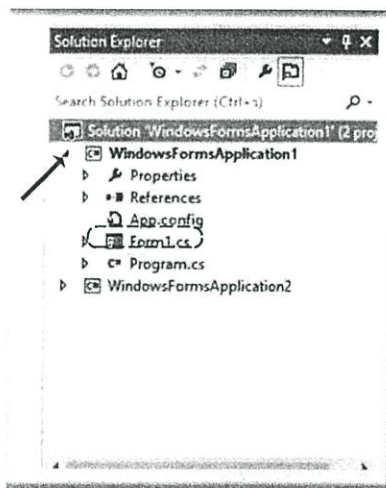 Solution Explorer
Search Solution Explorer (Ctrl+;)
Solution 'WindowsFormsApplication1' (2 proj
WindowsFormsApplication1
Properties
References
App.config
Form1.cs
C# Program.cs
C# WindowsFormsApplication2